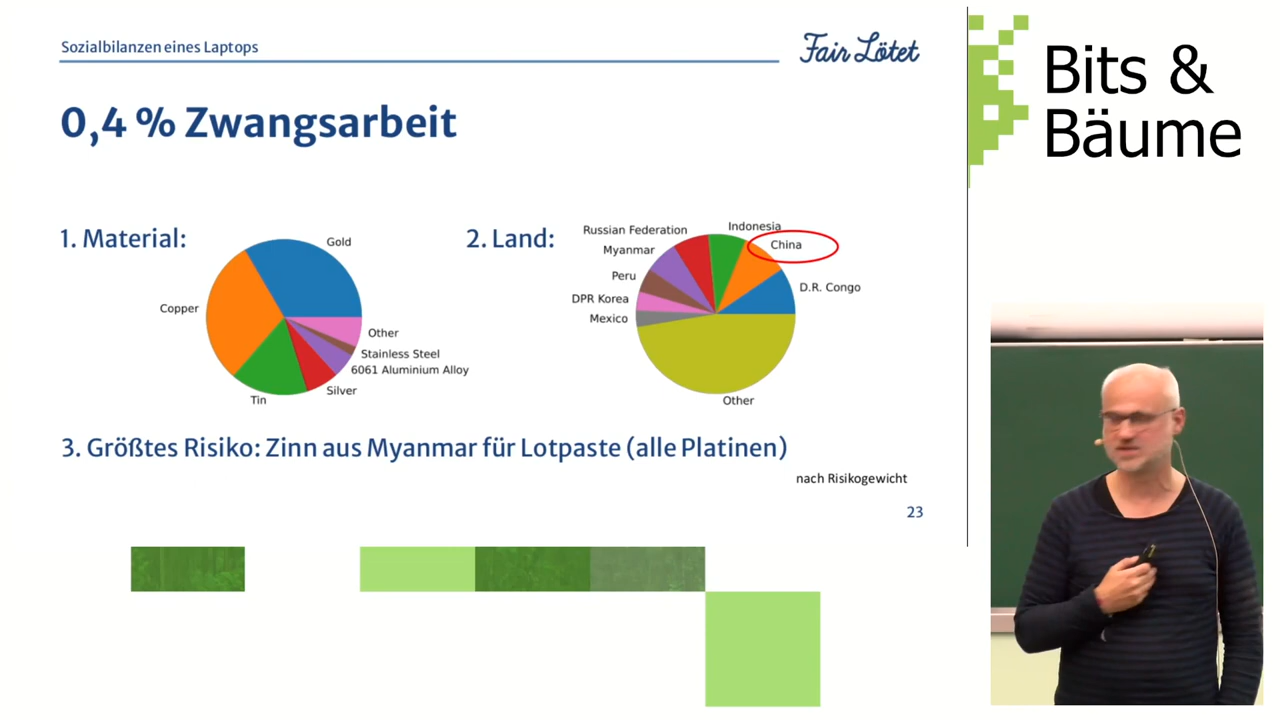 Sozialbilanzen eines Laptops
Fair Lötet
Bits &
Bäume
0,4 % Zwangsarbeit
1. Material:
Gold
Copper
Other
Stainless Steel
6061 Aluminium Alloy
Silver
Tin
2. Land:
Russian Federation
Indonesia
Myanmar
China
Peru
D.R. Congo
DPR Korea
Mexico
Other
3. Größtes Risiko: Zinn aus Myanmar für Lotpaste (alle Platinen)
nach Risikogewicht
23